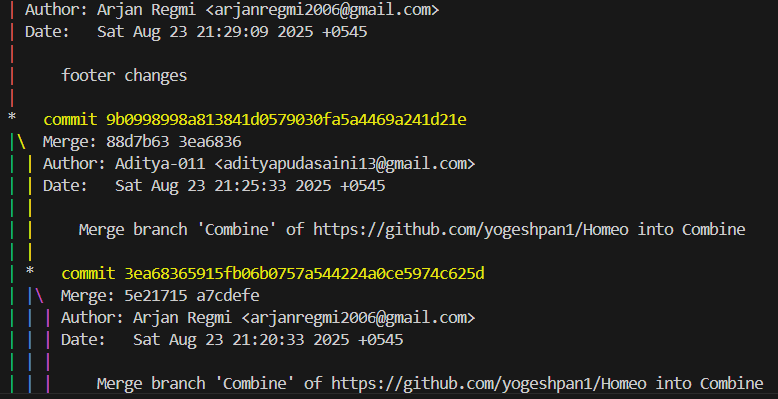 | Author: Arjan Regmi <arjanregmi2006@gmail.com>
| Date:   Sat Aug 23 21:29:09 2025 +0545
|
|     footer changes
|
*   commit 9b0998998a813841d0579030fa5a4469a241d21e
|\  Merge: 88d7b63 3ea6836
| | Author: Aditya-011 <adityapudasaini13@gmail.com>
| | Date:   Sat Aug 23 21:25:33 2025 +0545
| |
| |     Merge branch 'Combine' of https://github.com/yogeshpan1/Homeo into Combine
| |
| *   commit 3ea68365915fb06b0757a544224a0ce5974c625d
| |\  Merge: 5e21715 a7cdefe
| | | Author: Arjan Regmi <arjanregmi2006@gmail.com>
| | | Date:   Sat Aug 23 21:20:33 2025 +0545
| | |
| | |     Merge branch 'Combine' of https://github.com/yogeshpan1/Homeo into Combine